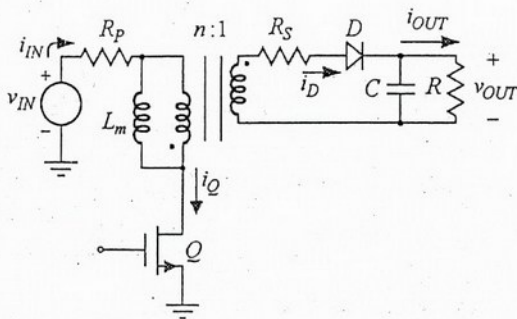 i_IN
R_P
n:1
R_S
D
i_OUT
+
v_IN
-
L_m
i_D
C
R
+
v_OUT
-
i_Q
Q